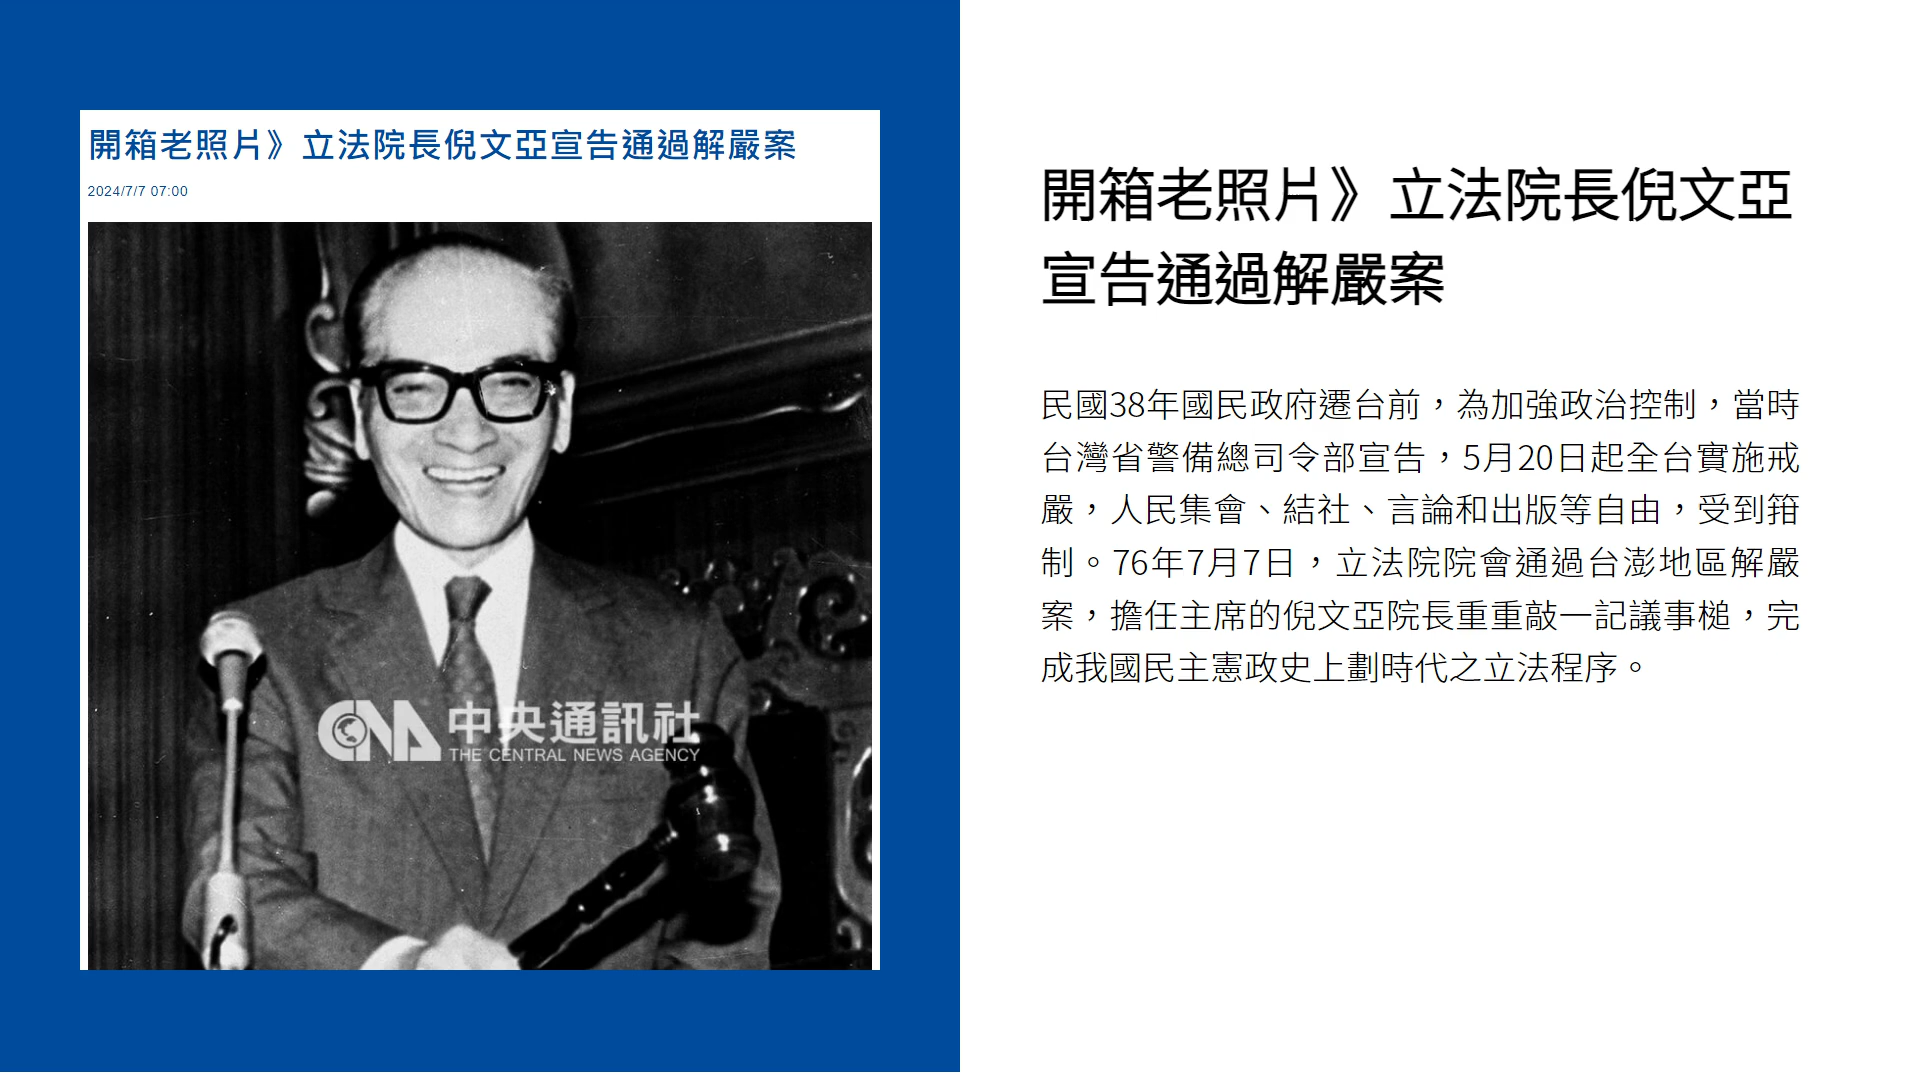 開箱老照片》立法院長倪文亞宣告通過解嚴案
2024/7/7 07:00
CNA 中央通訊社
THE CENTRAL NEWS AGENCY
開箱老照片》立法院長倪文亞
宣告通過解嚴案
民國38年國民政府遷台前，為加強政治控制，當時
台灣省警備總司令部宣告，5月20日起全台實施戒
嚴，人民集會、結社、言論和出版等自由，受到箝
制。76年7月7日，立法院院會通過台澎地區解嚴
案，擔任主席的倪文亞院長重重敲一記議事槌，完
成我國民主憲政史上劃時代之立法程序。